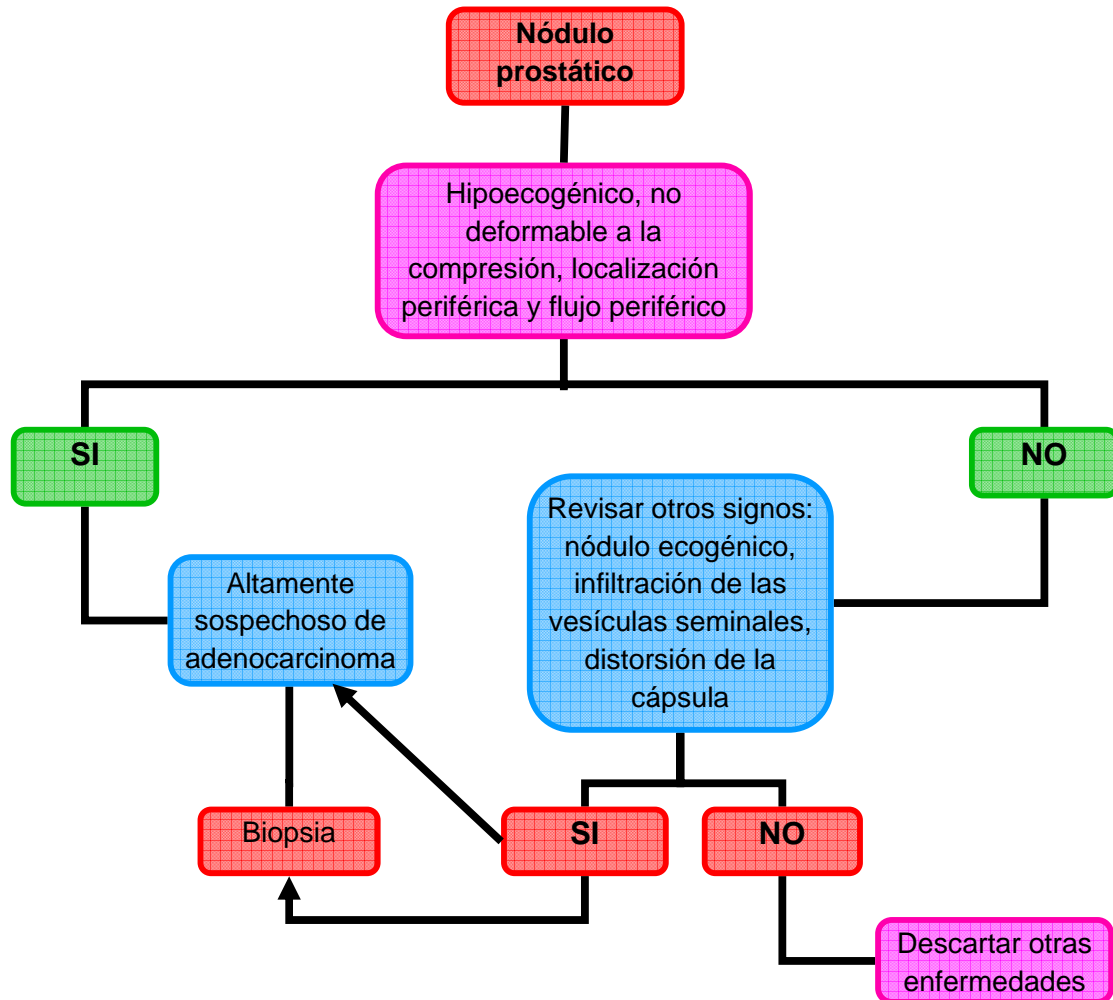 Nódulo
prostático
Hipoecogénico, no
deformable a la
compresión, localización
periférica y flujo periférico
SI
NO
Revisar otros signos:
nódulo ecogénico,
infiltración de las
vesículas seminales,
distorsión de la
cápsula
Altamente
sospechoso de
adenocarcinoma
Biopsia
SI
NO
Descartar otras
enfermedades